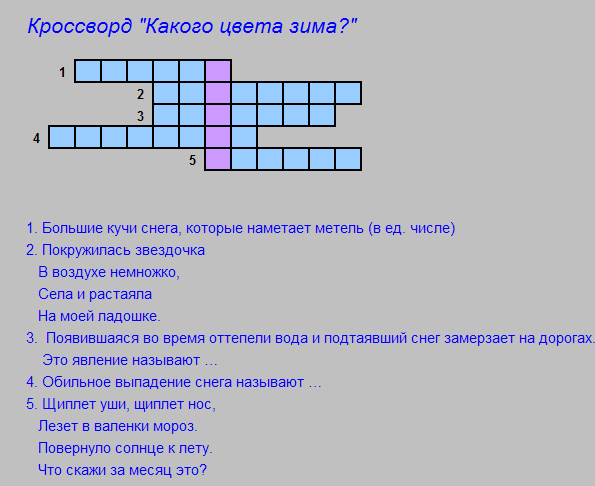 Кроссворд "Какого цвета зима?"
1
2
3
4
5
1. Большие кучи снега, которые наметает метель (в ед. числе)
2. Покружилась звездочка
В воздухе немножко,
Села и растаяла
На моей ладошке.
3. Появившаяся во время оттепели вода и подтаявший снег замерзает на дорогах.
Это явление называют …
4. Обильное выпадение снега называют …
5. Щиплет уши, щиплет нос,
Лезет в валенки мороз.
Повернуло солнце к лету.
Что скажи за месяц это?